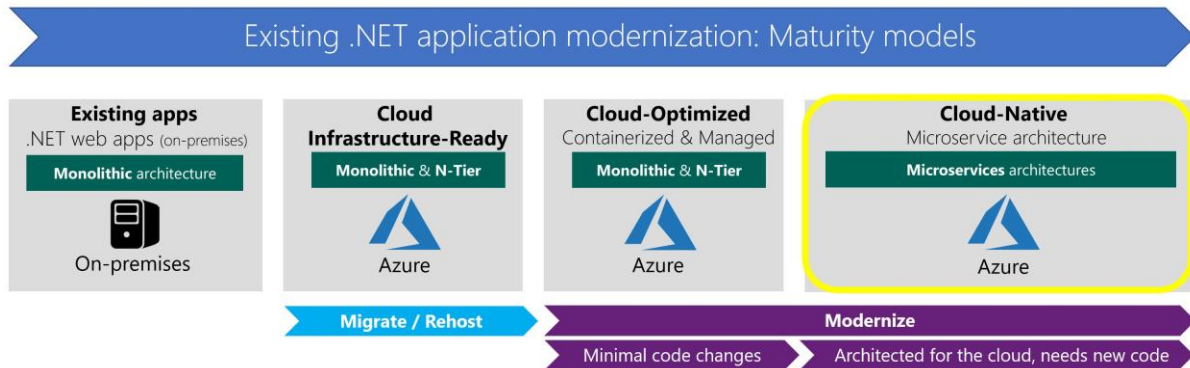 Existing .NET application modernization: Maturity models
Existing apps
.NET web apps (on-premises)
Monolithic architecture
On-premises
Cloud
Infrastructure-Ready
Monolithic & N-Tier
Azure
Cloud-Optimized
Containerized & Managed
Monolithic & N-Tier
Azure
Cloud-Native
Microservice architecture
Microservices architectures
Azure
Migrate / Rehost
Modernize
Minimal code changes
Architected for the cloud, needs new code